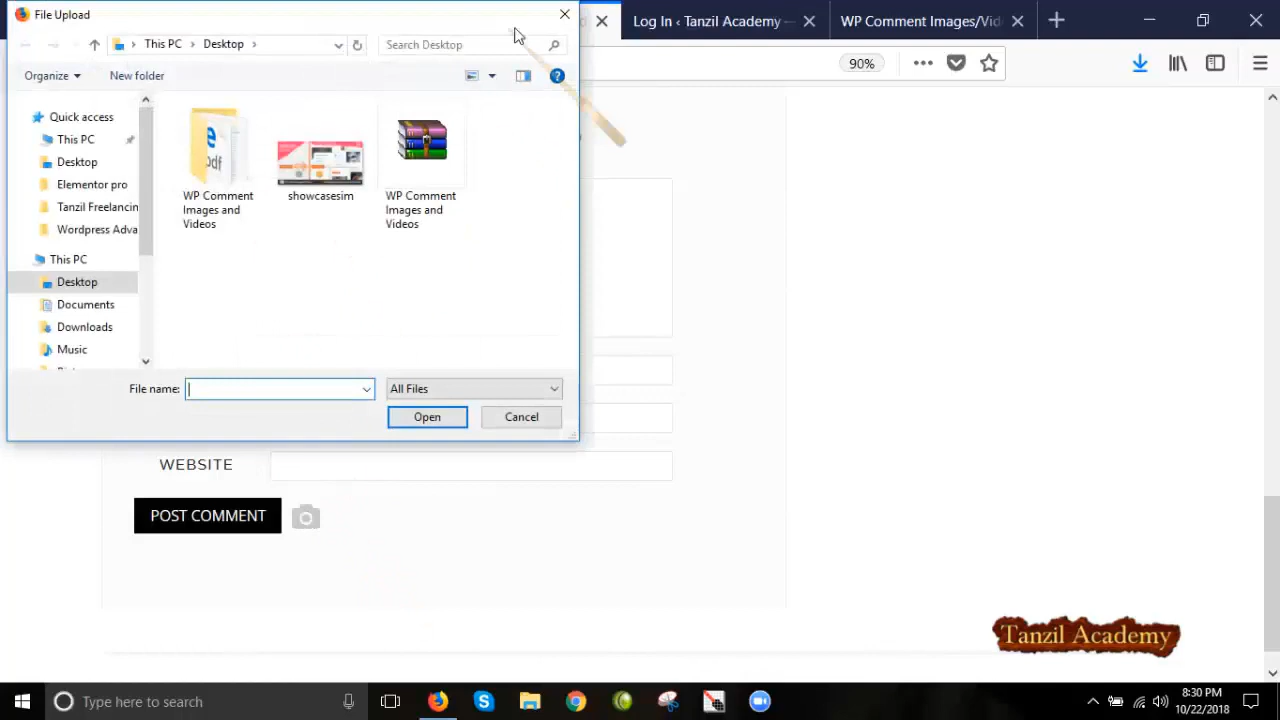 File Upload
Log In ‹ Tanzil Academy —
WP Comment Images/Vid
This PC
Desktop
Search Desktop
90%
Organize
New folder
Quick access
This PC
Desktop
Elementor pro
Tanzil Freelancin
Wordpress Adva
This PC
Desktop
Documents
Downloads
Music
pdf
WP Comment
Images and
Videos
showcasesim
WP Comment
Images and
Videos
File name:
All Files
Open
Cancel
WEBSITE
POST COMMENT
Tanzil Academy
Type here to search
8:30 PM
10/22/2018